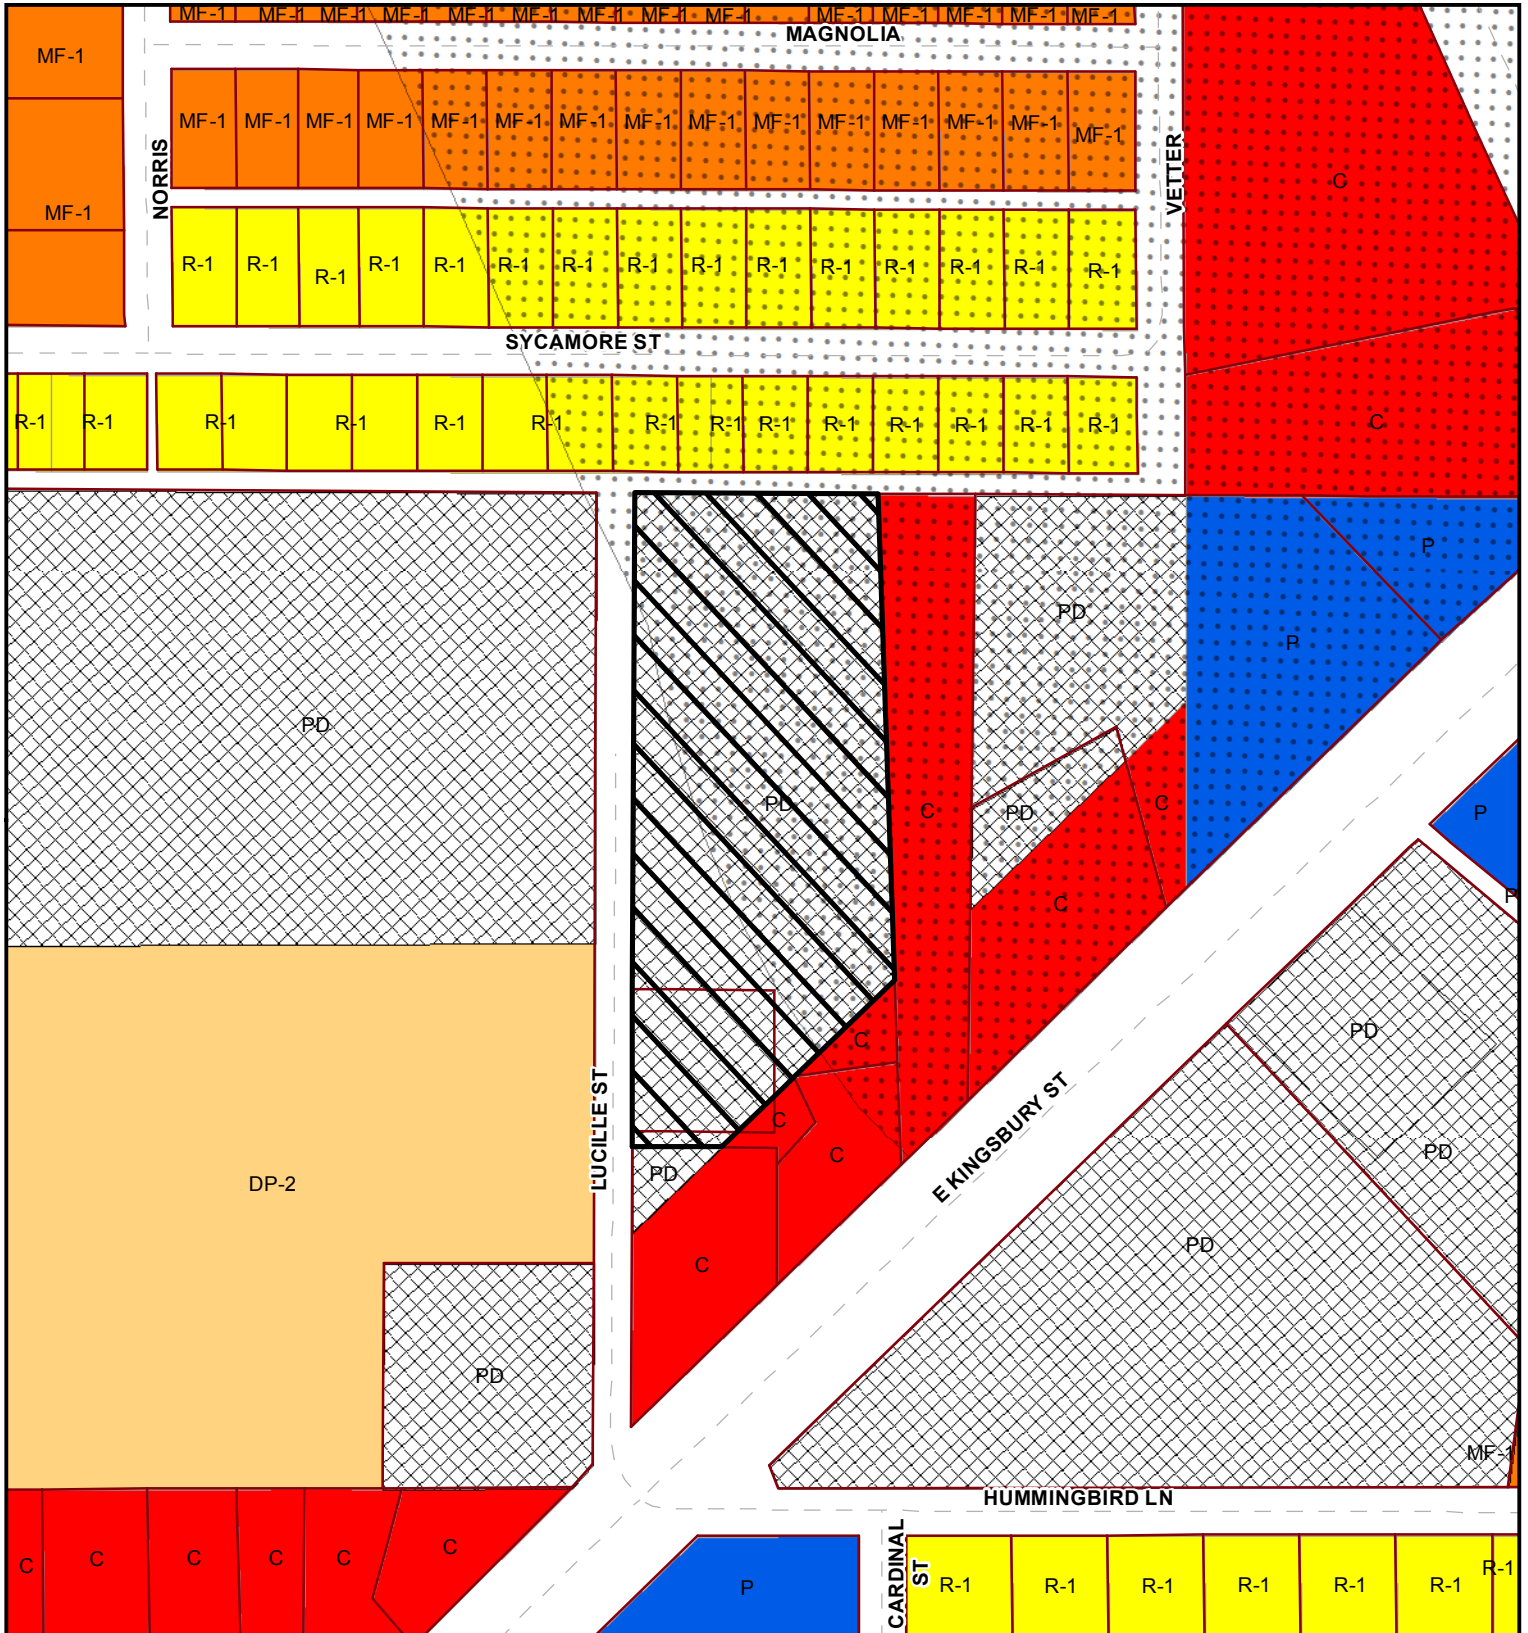 MF-1 MF-1 MF-1 MF-1 MF-1 MF-1 MF-1 MF-1 MF-1 MF-1 MF-1 MF-1 MF-1 MF-1
MAGNOLIA
MF-1
MF-1 MF-1 MF-1 MF-1 MF-1 MF-1 MF-1 MF-1 MF-1 MF-1 MF-1 MF-1 MF-1 MF-1 MF-1
NORRIS
VETTER
C
MF-1
R-1 R-1 R-1 R-1 R-1 R-1 R-1 R-1 R-1 R-1 R-1 R-1 R-1 R-1 R-1
SYCAMORE ST
R-1 R-1 R-1 R-1 R-1 R-1 R-1 R-1 R-1 R-1 R-1 R-1 R-1 R-1
C
P
PD
P
PD
PD
C
PD
C
P
C
P
C
PD
C
C
PD
PD
LUCILLE ST
E KINGSBURY ST
DP-2
PD
C
PD
MF-1
HUMMINGBIRD LN
C C C C C C
P
CARDINAL
ST
R-1 R-1 R-1 R-1 R-1 R-1 R-1